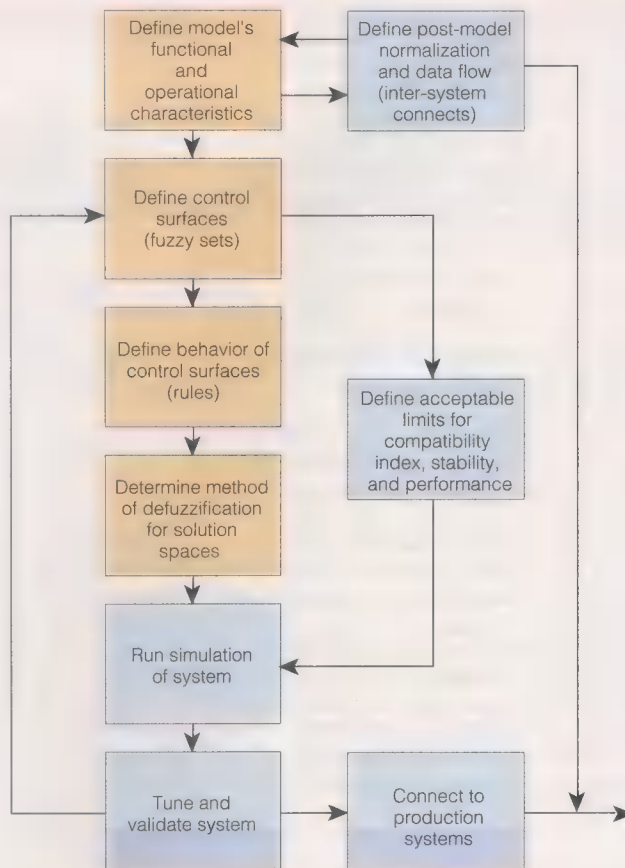 Define model's
functional
and
operational
characteristics
Define post-model
normalization
and data flow
(inter-system
connects)
Define control
surfaces
(fuzzy sets)
Define behavior of
control surfaces
(rules)
Define acceptable
limits for
compatibility
index, stability,
and performance
Determine method
of defuzzification
for solution
spaces
Run simulation
of system
Tune and
validate system
Connect to
production
systems